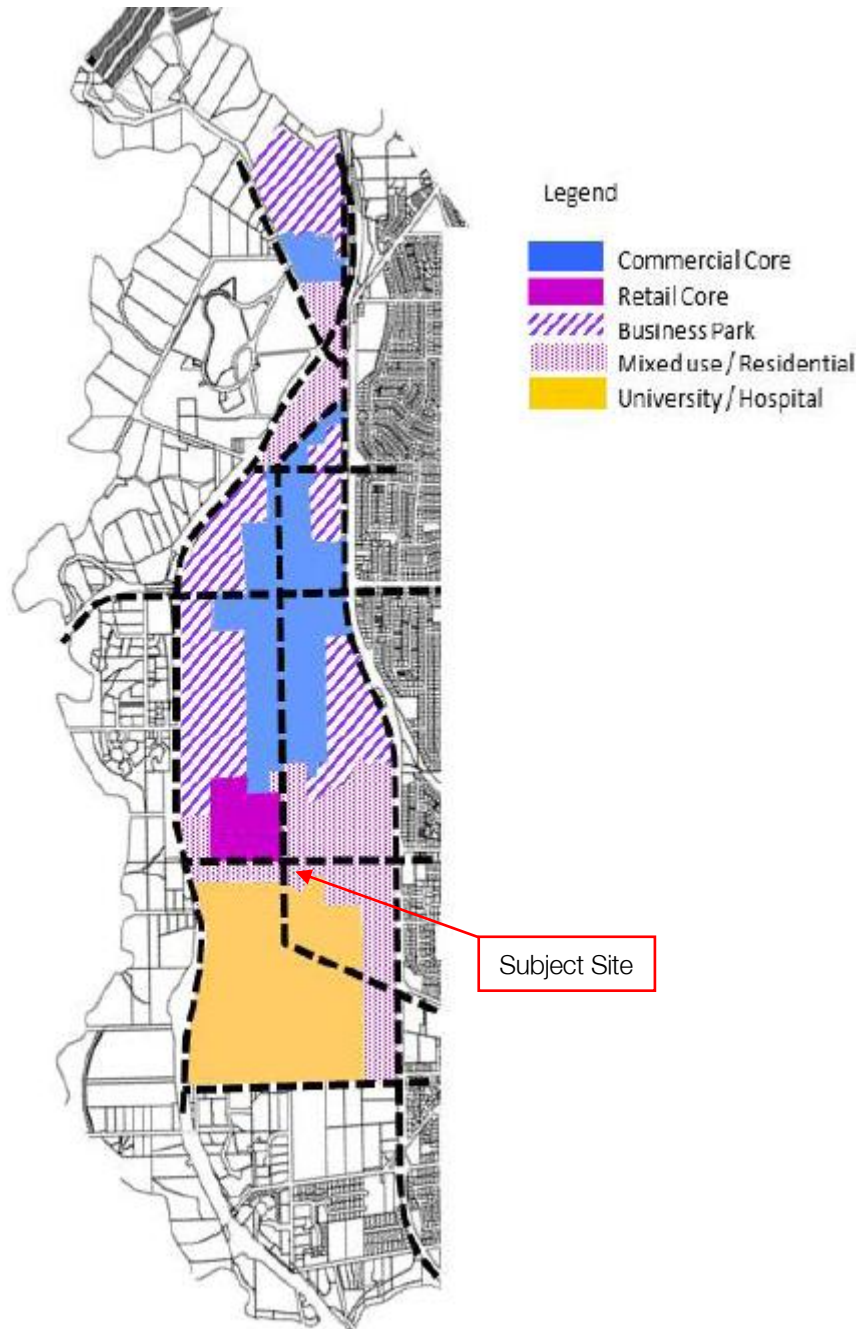 Legend
Commercial Core
Retail Core
Business Park
Mixed use / Residential
University / Hospital
Subject Site